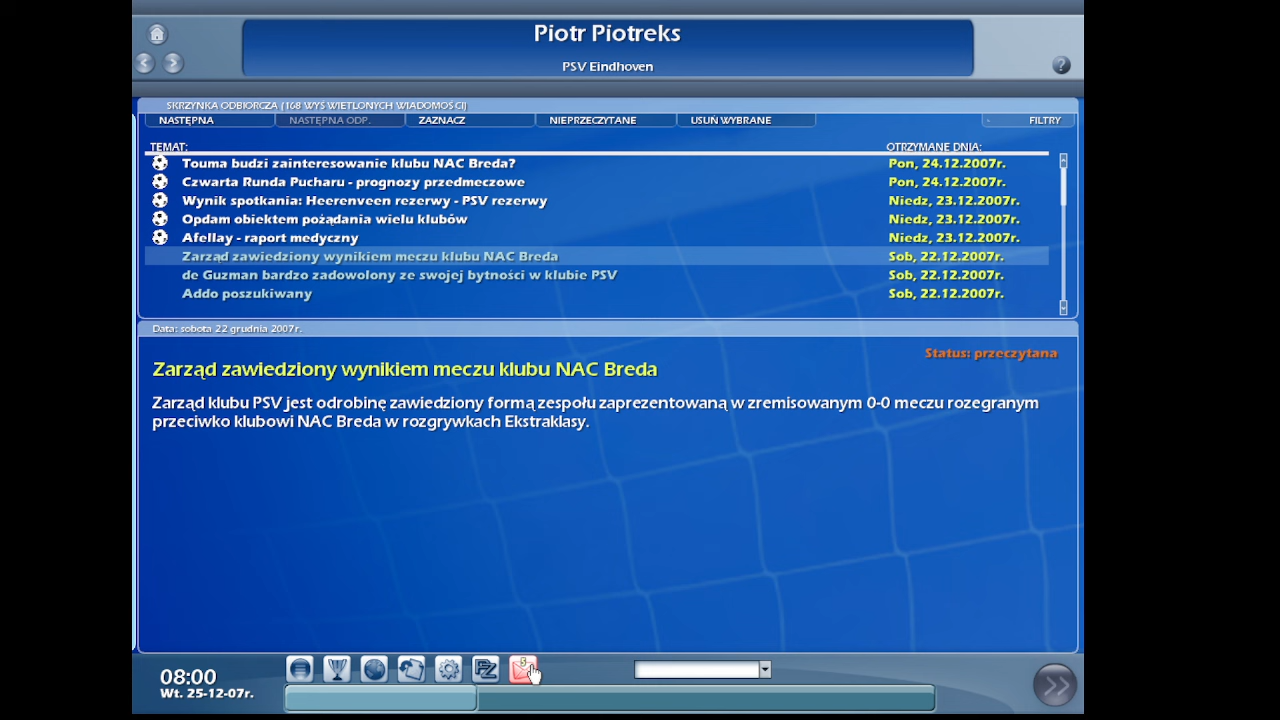 Piotr Piotreks
PSV Eindhoven
SKRZYNKA ODBIORCZA (168 WYŚWIETLONYCH WIADOMOŚCI)
NASTĘPNA NASTĘPNA ODP. ZAZNACZ NIEPRZECZYTANE USUŃ WYBRANE FILTRY
TEMAT: OTRZYMANE DNIA:
Touma budzi zainteresowanie klubu NAC Breda? Pon, 24.12.2007r.
Czwarta Runda Pucharu - prognozy przedmeczowe Pon, 24.12.2007r.
Wynik spotkania: Heerenveen rezerwy - PSV rezerwy Niedz, 23.12.2007r.
Opdam obiektem pożądania wielu klubów Niedz, 23.12.2007r.
Afellay - raport medyczny Niedz, 23.12.2007r.
Zarząd zawiedziony wynikiem meczu klubu NAC Breda Sob, 22.12.2007r.
de Guzman bardzo zadowolony ze swojej bytności w klubie PSV Sob, 22.12.2007r.
Addo poszukiwany Sob, 22.12.2007r.
Data: sobota 22 grudnia 2007r.
Status: przeczytana
Zarząd zawiedziony wynikiem meczu klubu NAC Breda
Zarząd klubu PSV jest odrobinę zawiedziony formą zespołu zaprezentowaną w zremisowanym 0-0 meczu rozegranym
przeciwko klubowi NAC Breda w rozgrywkach Ekstraklasy.
08:00
Wt. 25-12-07r.
FZ
5